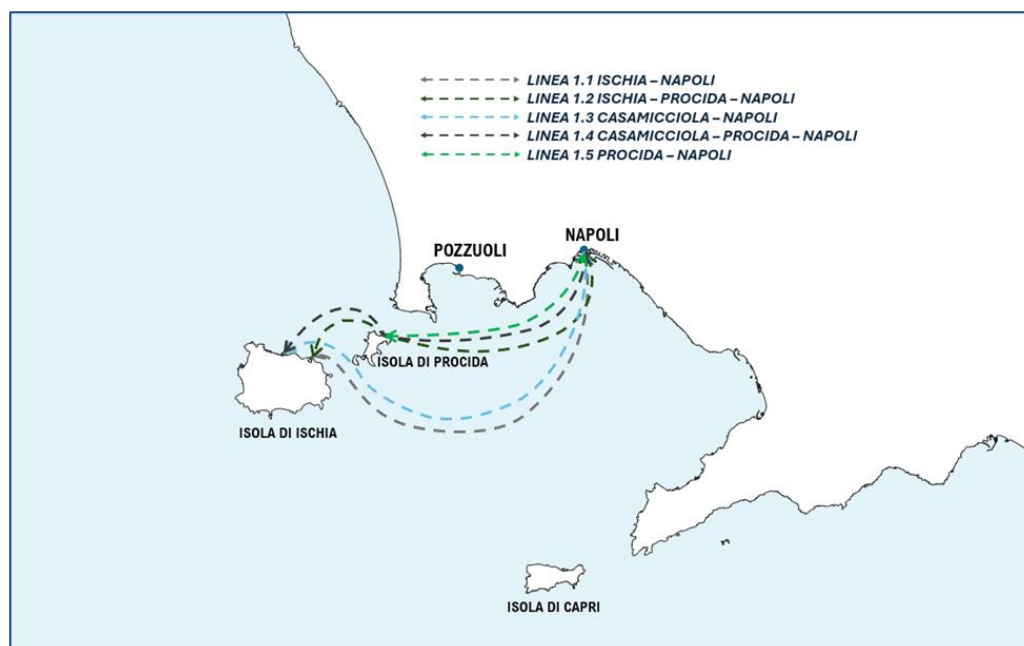 LINEA 1.1 ISCHIA – NAPOLI
LINEA 1.2 ISCHIA – PROCIDA – NAPOLI
LINEA 1.3 CASAMICCIOLA – NAPOLI
LINEA 1.4 CASAMICCIOLA – PROCIDA – NAPOLI
LINEA 1.5 PROCIDA – NAPOLI
NAPOLI
POZZUOLI
ISOLA DI PROCIDA
ISOLA DI ISCHIA
ISOLA DI CAPRI